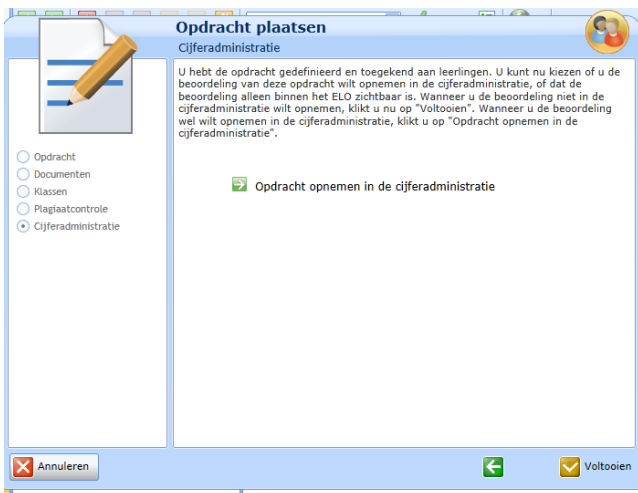 Opdracht plaatsen
Cijferadministratie
U hebt de opdracht gedefinieerd en toegekend aan leerlingen. U kunt nu kiezen of u de
beoordeling van deze opdracht wilt opnemen in de cijferadministratie, of dat de
beoordeling alleen binnen het ELO zichtbaar is. Wanneer u de beoordeling niet in de
cijferadministratie wilt opnemen, klikt u nu op "Voltooien". Wanneer u de beoordeling
wel wilt opnemen in de cijferadministratie, klikt u op "Opdracht opnemen in de
cijferadministratie".
Opdracht
Documenten
Klassen
Plagiaatcontrole
Cijferadministratie
Opdracht opnemen in de cijferadministratie
Annuleren
Voltooien